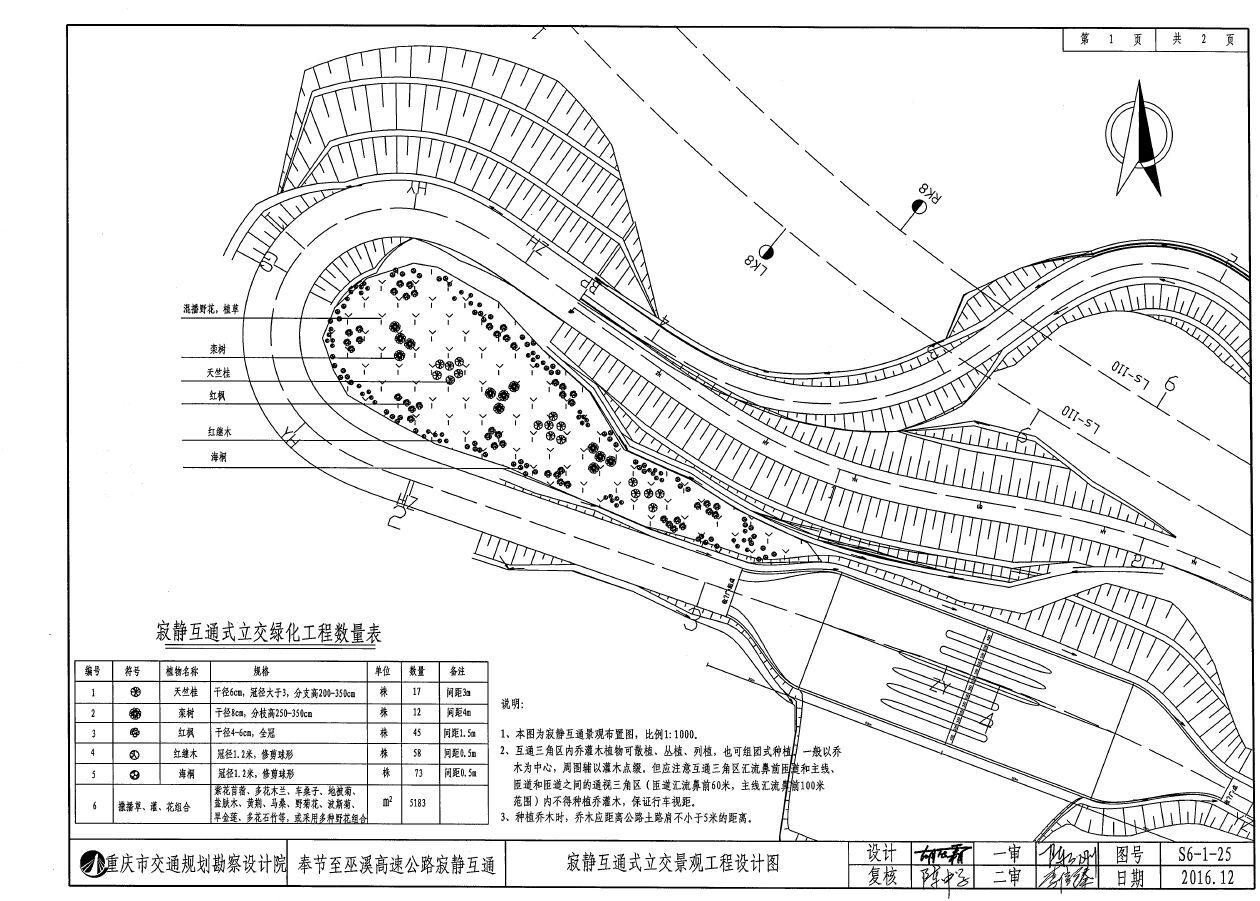 第 1 页 共 2 页
RK8
LK8
HY
HZ
QJ
Ls-110
Ls-110
YH
ZY
混播野花，植草
栾树
天竺桂
红枫
红继木
海桐
寂静互通式立交绿化工程数量表
编号 符号 植物名称 规格 单位 数量 备注
1 天竺桂 干径6cm，冠径大于3，分支高200-350cm 株 17 间距3m
2 栾树 干径8cm，分枝高250-350cm 株 12 间距4m
3 红枫 干径4-6cm，全冠 株 45 间距1.5m
4 红继木 冠径1.2米，修剪球形 株 58 间距0.5m
5 海桐 冠径1.2米，修剪球形 株 73 间距0.5m
6 撒播草、灌、花组合 紫花苜蓿、多花木兰、车桑子、地被菊、
盐肤木、黄荆、马桑、野菊花、波斯菊、
旱金莲、多花石竹等，或采用多种野花组合 m² 5183
说明：
1、本图为寂静互通景观布置图，比例1:1000。
2、互通三角区内乔灌木植物可散植、丛植、列植，也可组团式种植，一般以乔
木为中心，周围辅以灌木点缀。但应注意互通三角区汇流鼻前匝道和主线、
匝道和匝道之间的通视三角区（匝道汇流鼻前60米，主线汇流鼻前100米
范围）内不得种植乔灌木，保证行车视距。
3、种植乔木时，乔木应距离公路土路肩不小于5米的距离。
重庆市交通规划勘察设计院 奉节至巫溪高速公路寂静互通 寂静互通式立交景观工程设计图
设计 一审 图号 S6-1-25
复核 二审 日期 2016.12